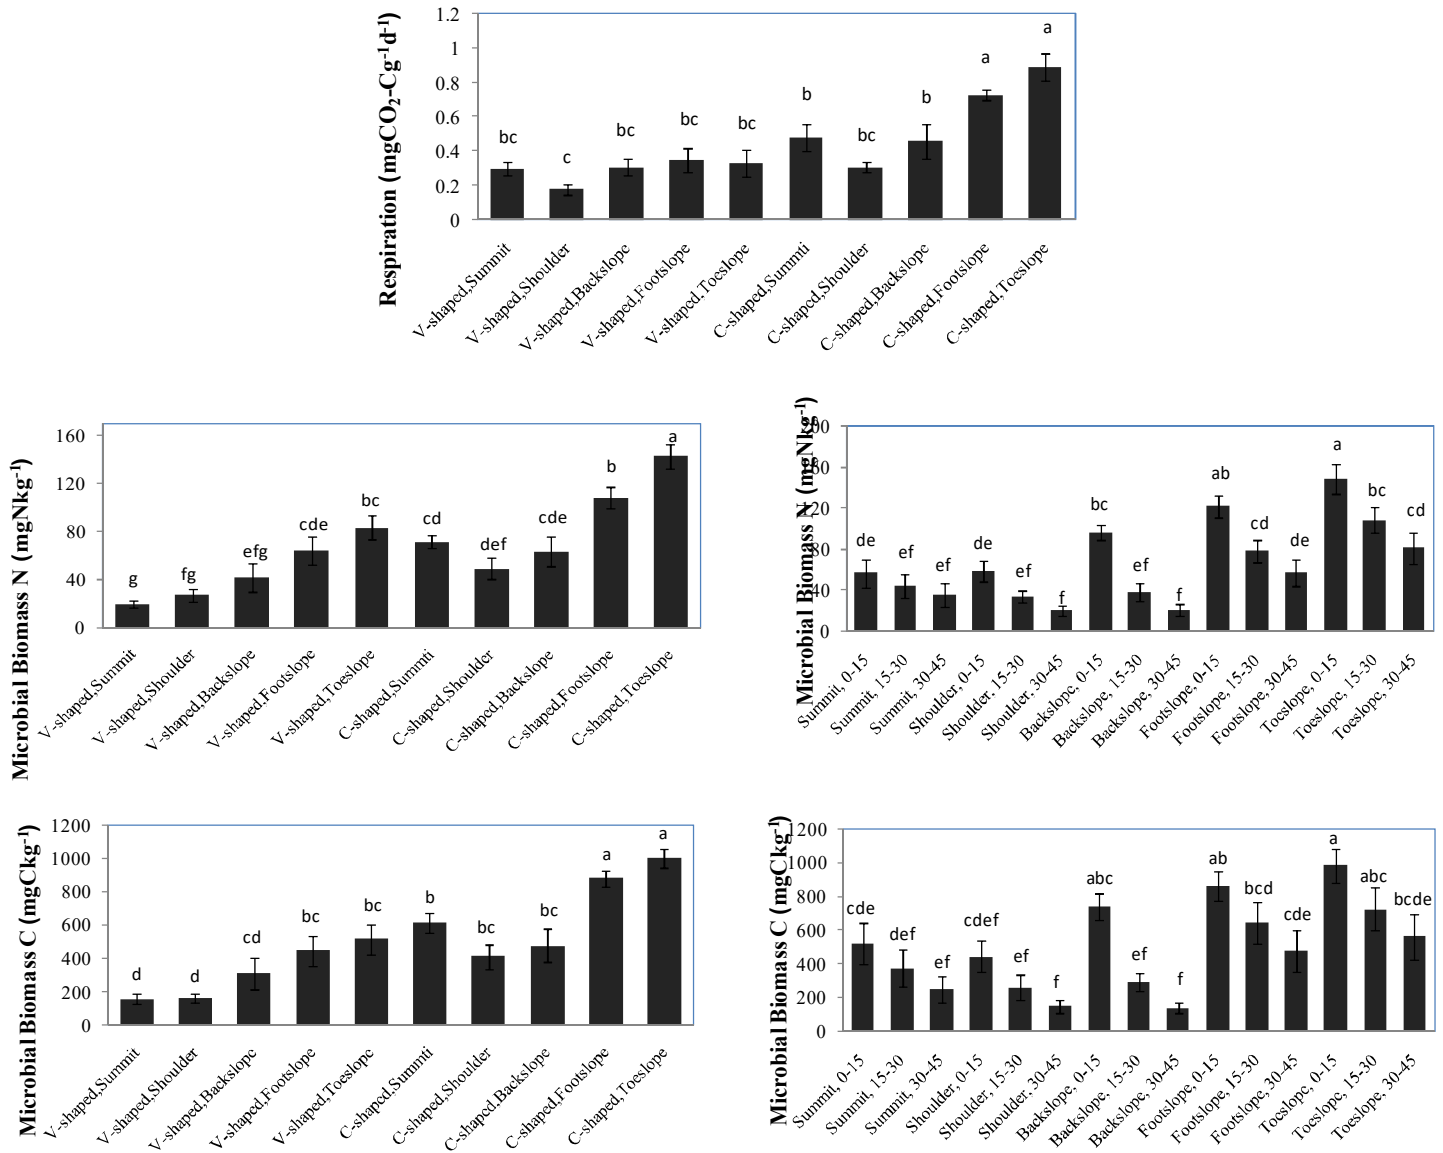 Respiration (mgCO₂-Cg⁻¹d⁻¹)
1.2
1
0.8
0.6
0.4
0.2
0
bc
c
bc
bc
bc
b
bc
b
a
a
V-shaped,Summit
V-shaped,Shoulder
V-shaped,Backslope
V-shaped,Footslope
V-shaped,Toeslope
C-shaped,Summti
C-shaped,Shoulder
C-shaped,Backslope
C-shaped,Footslope
C-shaped,Toeslope
Microbial Biomass N (mgNkg⁻¹)
160
120
80
40
0
g
fg
efg
cde
bc
cd
def
cde
b
a
V-shaped,Summit
V-shaped,Shoulder
V-shaped,Backslope
V-shaped,Footslope
V-shaped,Toeslope
C-shaped,Summti
C-shaped,Shoulder
C-shaped,Backslope
C-shaped,Footslope
C-shaped,Toeslope
Microbial Biomass N (mgNkg⁻¹)
200
160
120
80
40
0
de
ef
ef
de
ef
f
bc
ef
f
ab
cd
de
a
bc
cd
Summit, 0-15
Summit, 15-30
Summit, 30-45
Shoulder, 0-15
Shoulder, 15-30
Shoulder, 30-45
Backslope, 0-15
Backslope, 15-30
Backslope, 30-45
Footslope, 0-15
Footslope, 15-30
Footslope, 30-45
Toeslope, 0-15
Toeslope, 15-30
Toeslope, 30-45
Microbial Biomass C (mgCkg⁻¹)
1200
1000
800
600
400
200
0
d
d
cd
bc
bc
b
bc
bc
a
a
V-shaped,Summit
V-shaped,Shoulder
V-shaped,Backslope
V-shaped,Footslope
V-shaped,Toeslope
C-shaped,Summti
C-shaped,Shoulder
C-shaped,Backslope
C-shaped,Footslope
C-shaped,Toeslope
Microbial Biomass C (mgCkg⁻¹)
1200
1000
800
600
400
200
0
cde
def
ef
cdef
ef
f
abc
ef
f
ab
bcd
cde
a
abc
bcde
Summit, 0-15
Summit, 15-30
Summit, 30-45
Shoulder, 0-15
Shoulder, 15-30
Shoulder, 30-45
Backslope, 0-15
Backslope, 15-30
Backslope, 30-45
Footslope, 0-15
Footslope, 15-30
Footslope, 30-45
Toeslope, 0-15
Toeslope, 15-30
Toeslope, 30-45